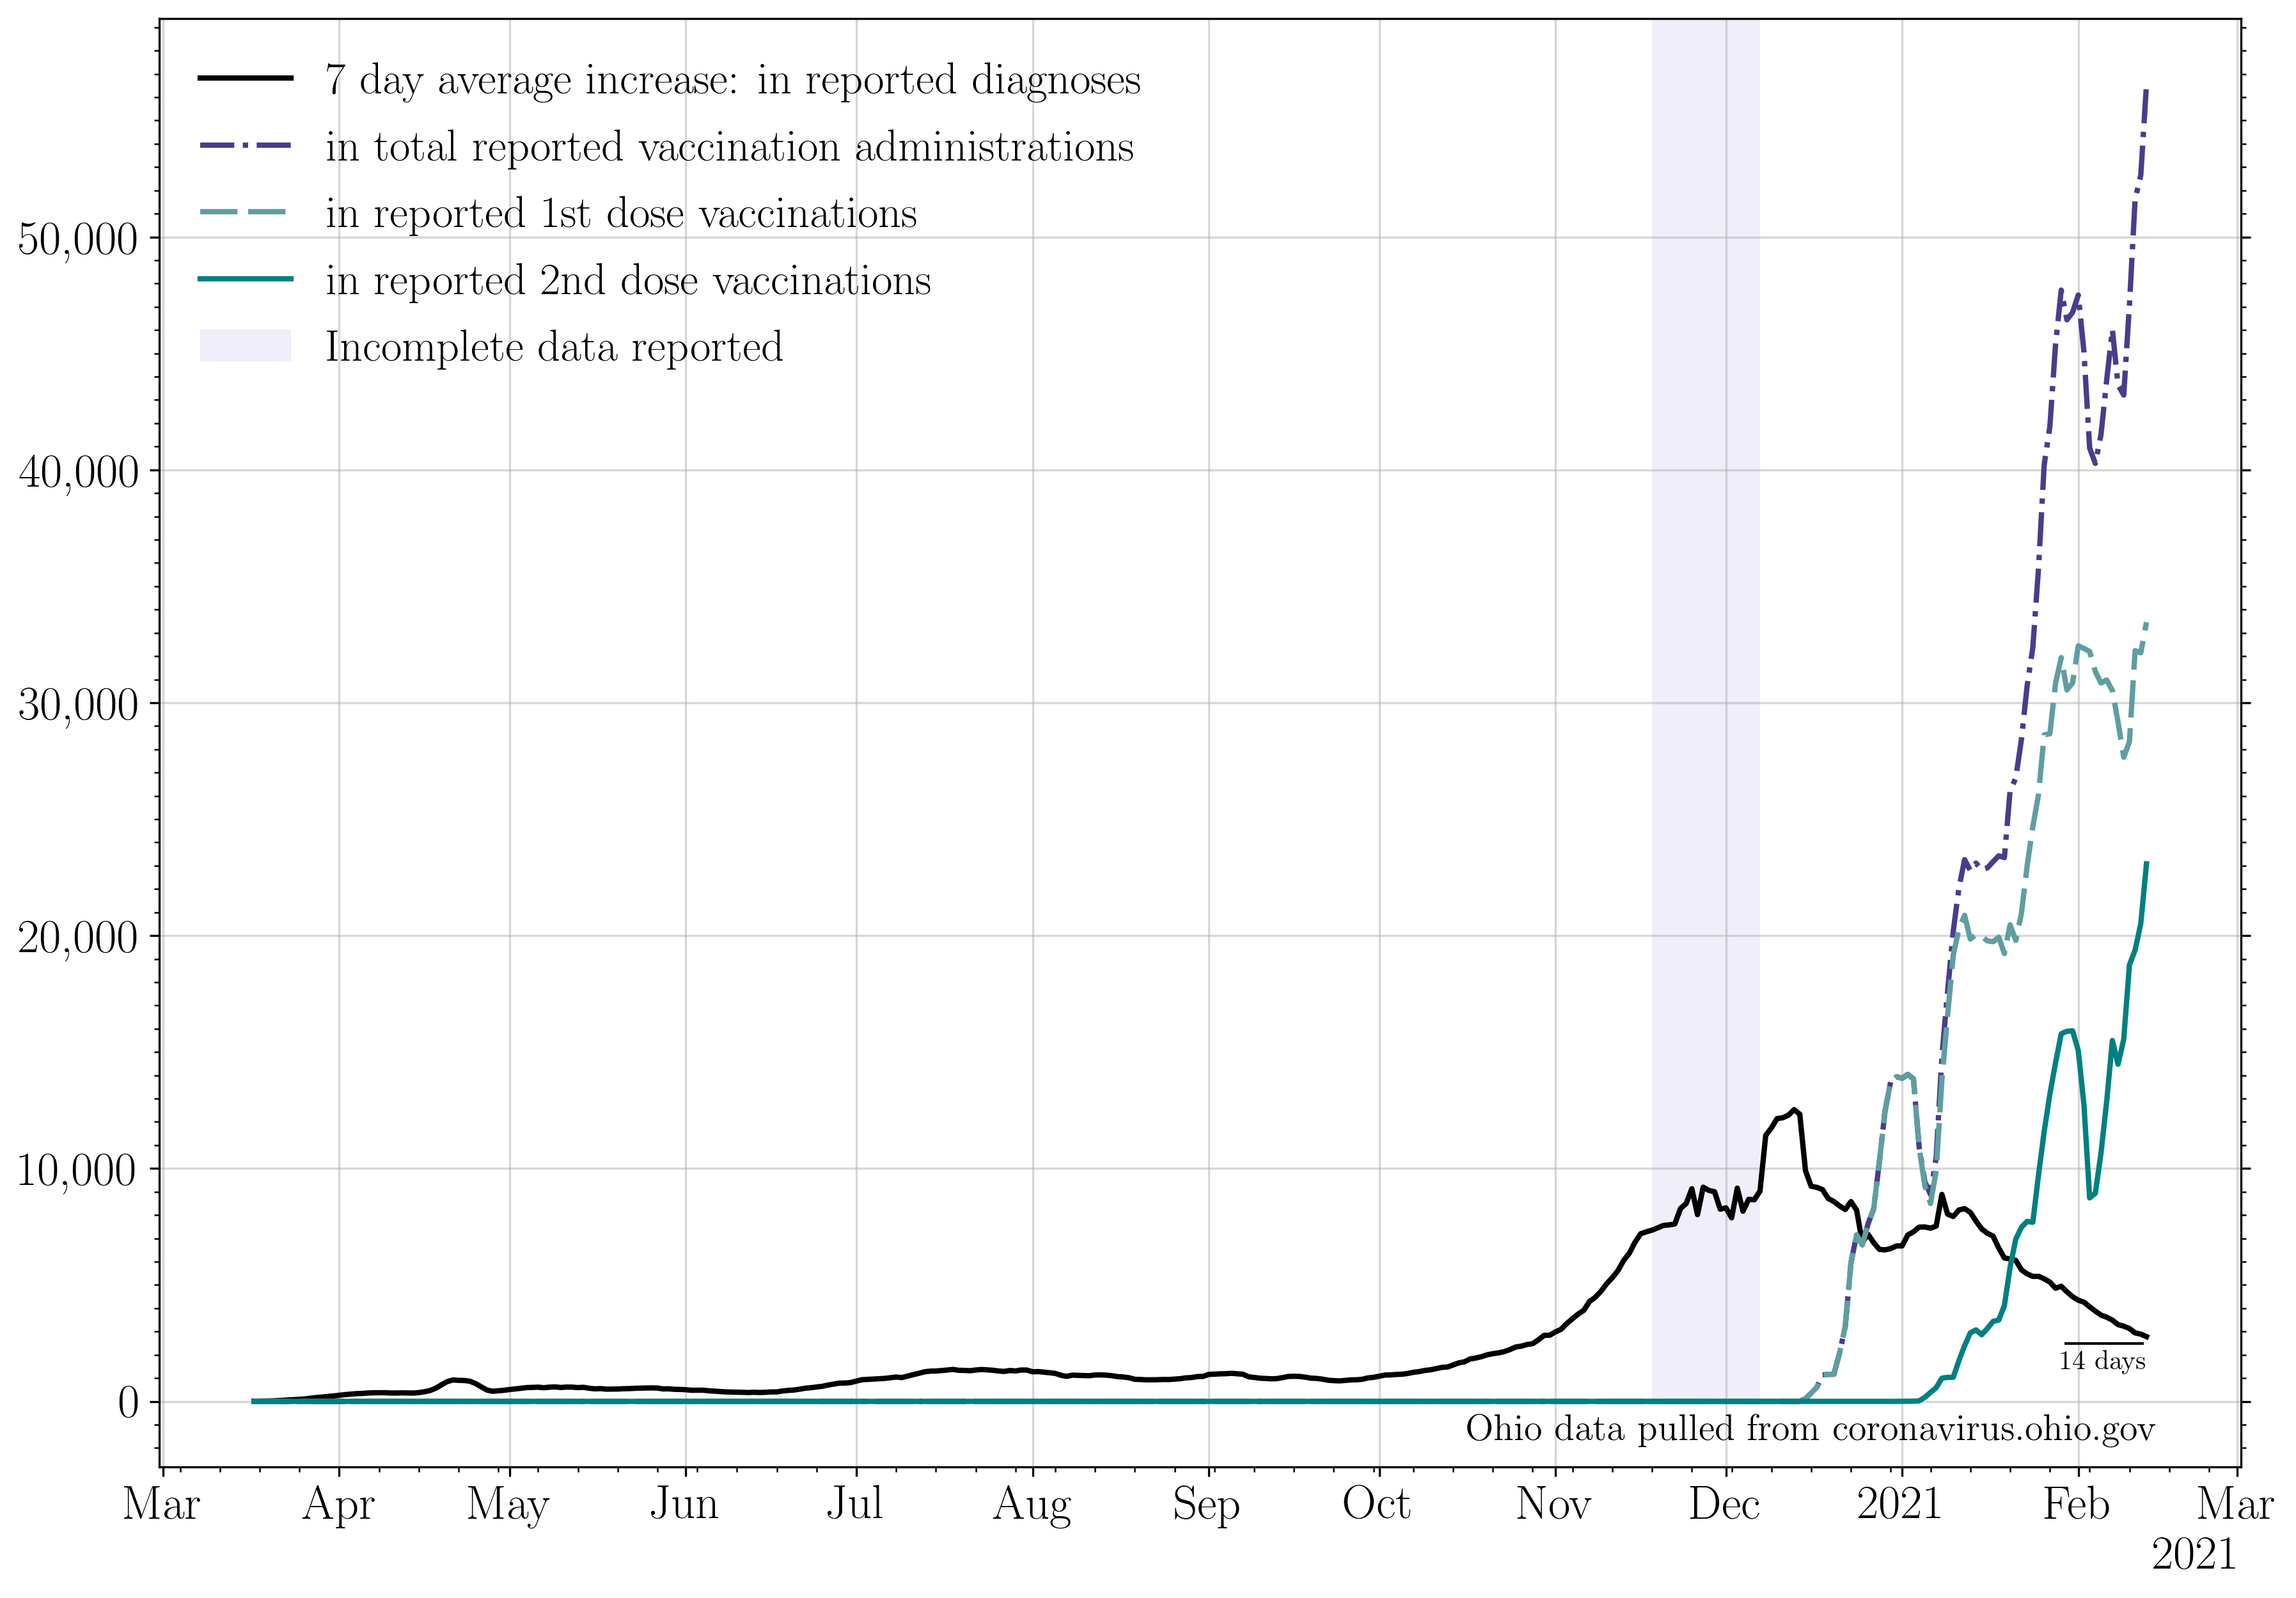 7 day average increase: in reported diagnoses
in total reported vaccination administrations
in reported 1st dose vaccinations
in reported 2nd dose vaccinations
Incomplete data reported
50,000
40,000
30,000
20,000
10,000
0
14 days
Ohio data pulled from coronavirus.ohio.gov
Mar Apr May Jun Jul Aug Sep Oct Nov Dec 2021 Feb Mar
2021